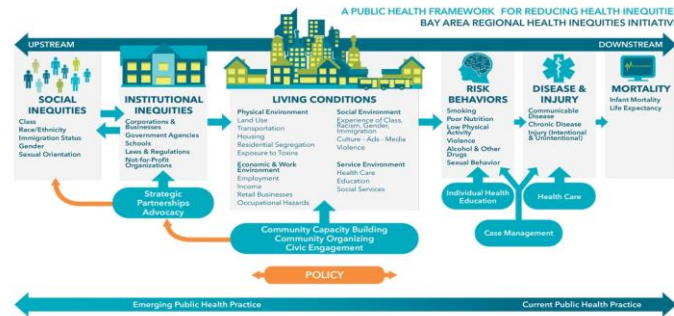 A PUBLIC HEALTH FRAMEWORK FOR REDUCING HEALTH INEQUITIES
BAY AREA REGIONAL HEALTH INEQUITIES INITIATIVE
UPSTREAM
DOWNSTREAM
SOCIAL
INEQUITIES
Class
Race/Ethnicity
Immigration Status
Gender
Sexual Orientation
INSTITUTIONAL
INEQUITIES
Corporations &
Businesses
Government Agencies
Schools
Laws & Regulations
Not-for-Profit
Organizations
LIVING CONDITIONS
Physical Environment
Land Use
Transportation
Housing
Residential Segregation
Exposure to Toxins
Economic & Work
Environment
Employment
Income
Retail Businesses
Occupational Hazards
Social Environment
Experience of Class,
Racism, Gender,
Immigration
Culture - Ads - Media
Violence
Service Environment
Health Care
Education
Social Services
RISK
BEHAVIORS
Smoking
Poor Nutrition
Low Physical
Activity
Violence
Alcohol & Other
Drugs
Sexual Behavior
DISEASE &
INJURY
Communicable
Disease
Chronic Disease
Injury (Intentional
& Unintentional)
MORTALITY
Infant Mortality
Life Expectancy
Strategic
Partnerships
Advocacy
Community Capacity Building
Community Organizing
Civic Engagement
Individual Health
Education
Health Care
Case Management
POLICY
Emerging Public Health Practice
Current Public Health Practice